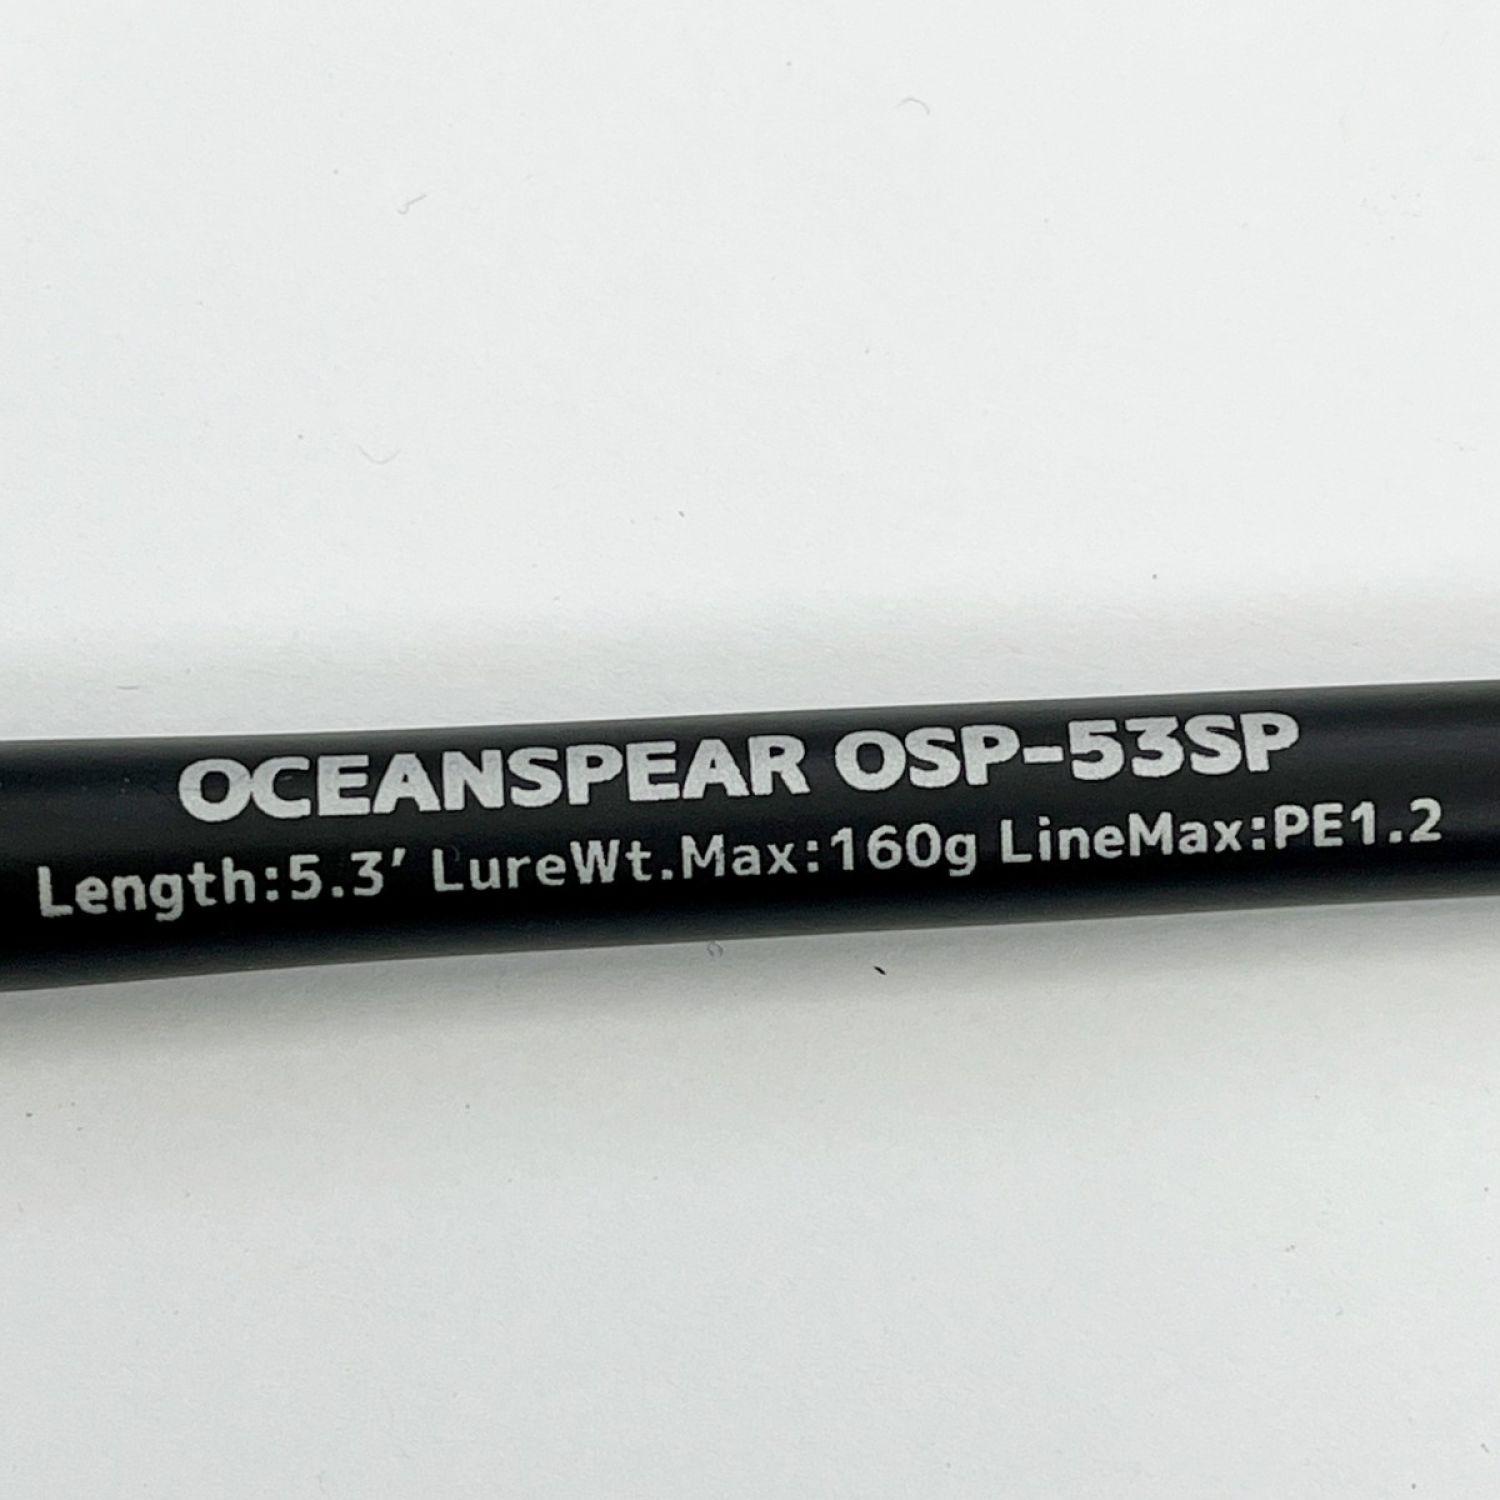 OCEANSPEAR OSP-53SP
Length:5.3′ LureWt.Max:160g LineMax:PE1.2